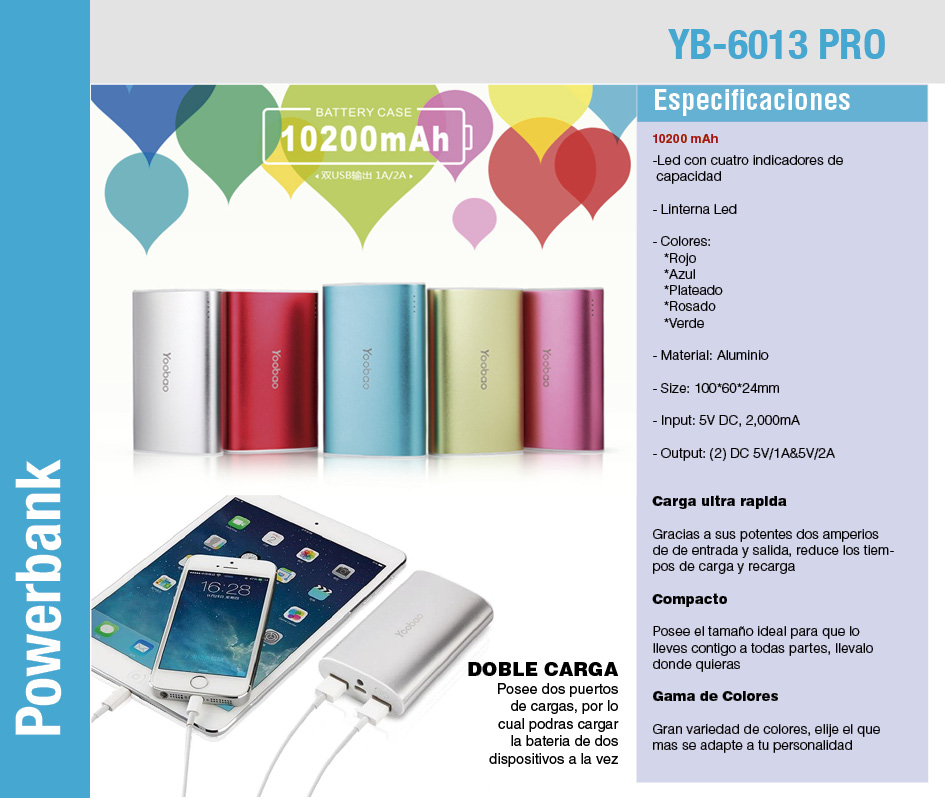 YB-6013 PRO
Powerbank
BATTERY CASE
10200mAh
双USB输出 1A/2A
Yoobao
Yoobao
Yoobao
Yoobao
Yoobao
16:28
Yoobao
DOBLE CARGA
Posee dos puertos
de cargas, por lo
cual podras cargar
la bateria de dos
dispositivos a la vez
Especificaciones
10200 mAh
-Led con cuatro indicadores de
capacidad
- Linterna Led
- Colores:
*Rojo
*Azul
*Plateado
*Rosado
*Verde
- Material: Aluminio
- Size: 100*60*24mm
- Input: 5V DC, 2,000mA
- Output: (2) DC 5V/1A&5V/2A
Carga ultra rapida
Gracias a sus potentes dos amperios
de de entrada y salida, reduce los tiem-
pos de carga y recarga
Compacto
Posee el tamaño ideal para que lo
lleves contigo a todas partes, llevalo
donde quieras
Gama de Colores
Gran variedad de colores, elije el que
mas se adapte a tu personalidad